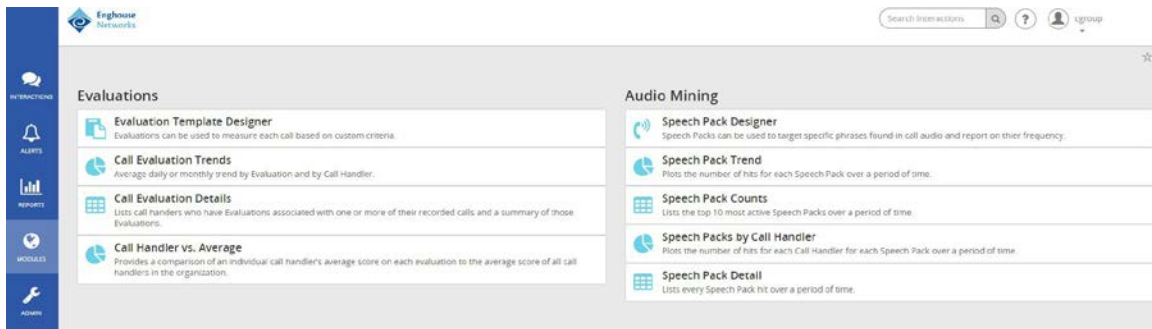 Enghouse
Networks
Search Interactions
?
cgroup
INTERACTIONS
ALERTS
REPORTS
MODULES
ADMIN
Evaluations
Evaluation Template Designer
Evaluations can be used to measure each call based on custom criteria.
Call Evaluation Trends
Average daily or monthly trend by Evaluation and by Call Handler.
Call Evaluation Details
Lists call handers who have Evaluations associated with one or more of their recorded calls and a summary of those
Evaluations.
Call Handler vs. Average
Provides a comparison of an individual call handler's average score on each evaluation to the average score of all call
handlers in the organization.
Audio Mining
Speech Pack Designer
Speech Packs can be used to target specific phrases found in call audio and report on thier frequency.
Speech Pack Trend
Plots the number of hits for each Speech Pack over a period of time.
Speech Pack Counts
Lists the top 10 most active Speech Packs over a period of time
Speech Packs by Call Handler
Plots the number of hits for each Call Handler for each Speech Pack over a period of time.
Speech Pack Detail
Lists every Speech Pack hit over a period of time.